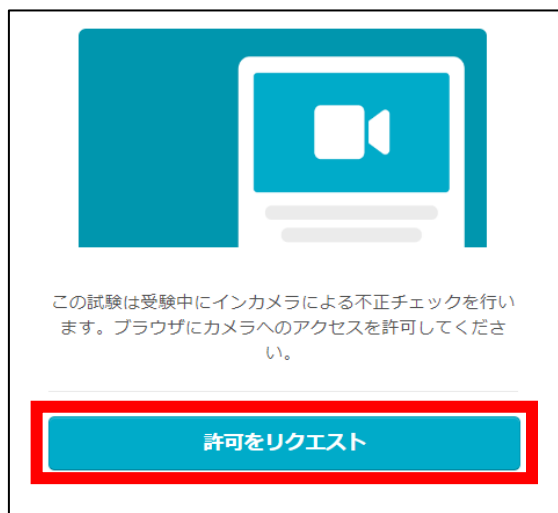 この試験は受験中にインカメラによる不正チェックを行い
ます。ブラウザにカメラへのアクセスを許可してくださ
い。
許可をリクエスト